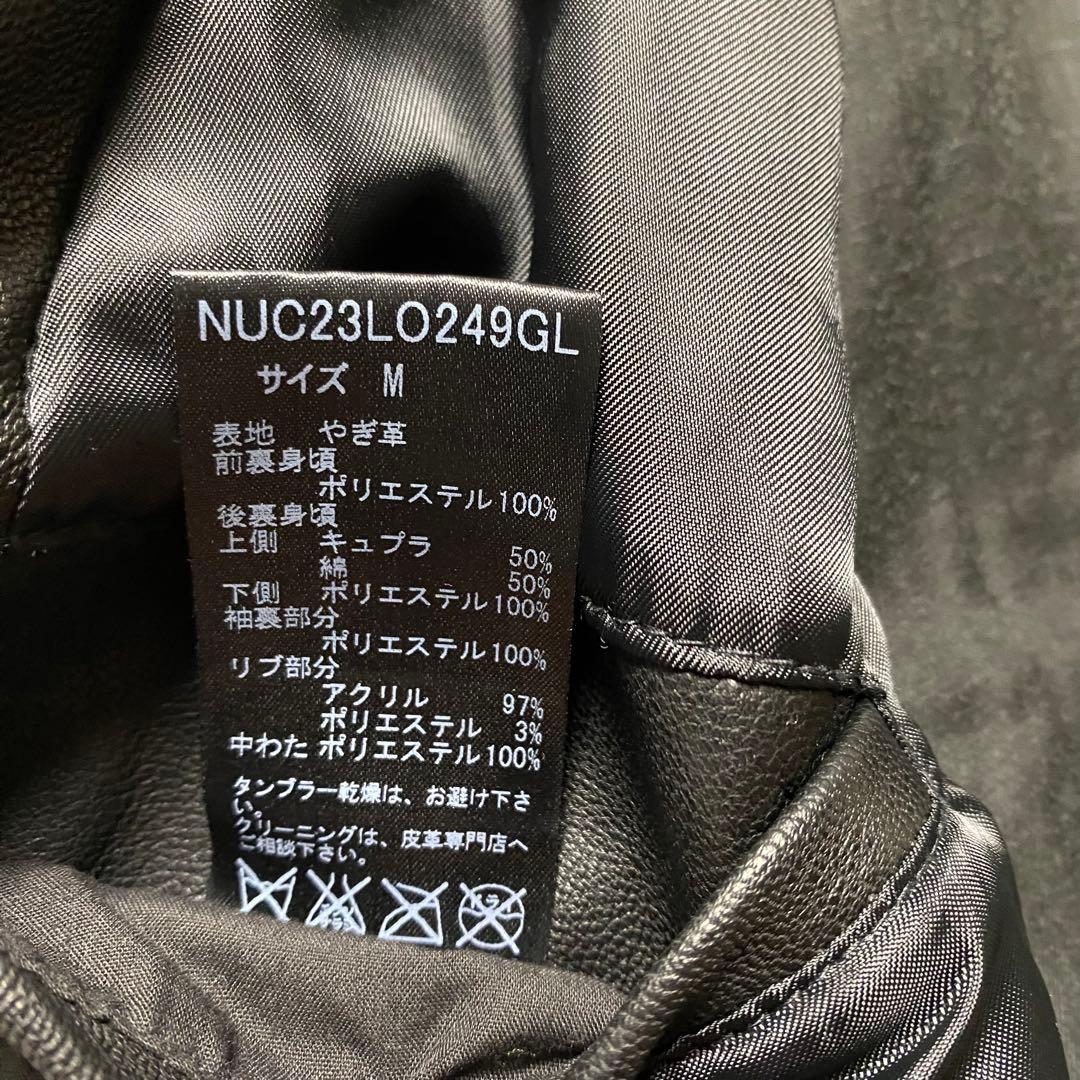 NUC23LO249GL
サイズ M
表地 やぎ革
前裏身頃
ポリエステル100%
後裏身頃
上側 キュプラ 50%
綿 50%
下側 ポリエステル100%
袖裏部分
ポリエステル100%
リブ部分
アクリル 97%
ポリエステル 3%
中わた ポリエステル100%
タンブラー乾燥は、お避け下さ
い。
クリーニングは、皮革専門店へ
ご相談下さい。